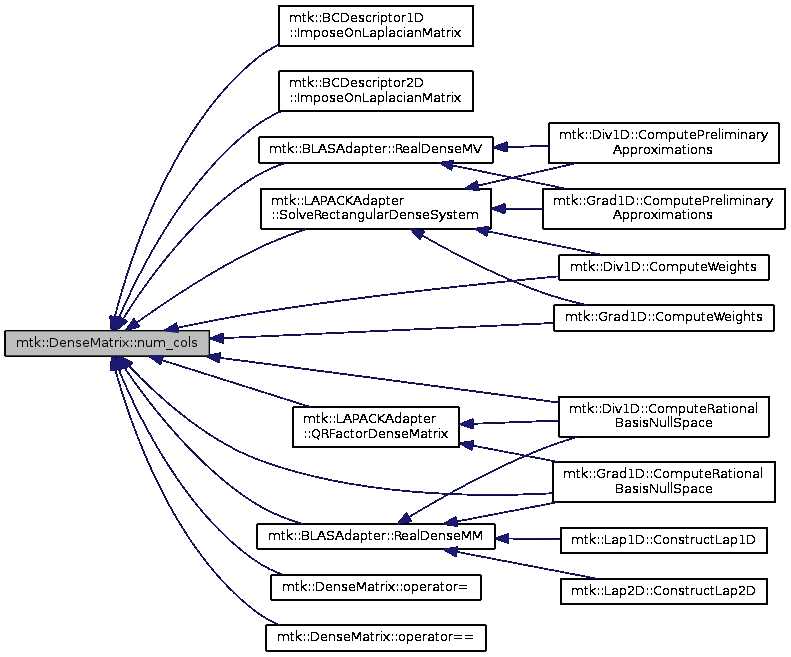 mtk::BCDescriptor1D
::ImposeOnLaplacianMatrix
mtk::BCDescriptor2D
::ImposeOnLaplacianMatrix
mtk::BLASAdapter::RealDenseMV
mtk::Div1D::ComputePreliminary
Approximations
mtk::LAPACKAdapter
::SolveRectangularDenseSystem
mtk::Grad1D::ComputePreliminary
Approximations
mtk::Div1D::ComputeWeights
mtk::Grad1D::ComputeWeights
mtk::DenseMatrix::num_cols
mtk::LAPACKAdapter
::QRFactorDenseMatrix
mtk::Div1D::ComputeRational
BasisNullSpace
mtk::Grad1D::ComputeRational
BasisNullSpace
mtk::BLASAdapter::RealDenseMM
mtk::Lap1D::ConstructLap1D
mtk::DenseMatrix::operator=
mtk::Lap2D::ConstructLap2D
mtk::DenseMatrix::operator==